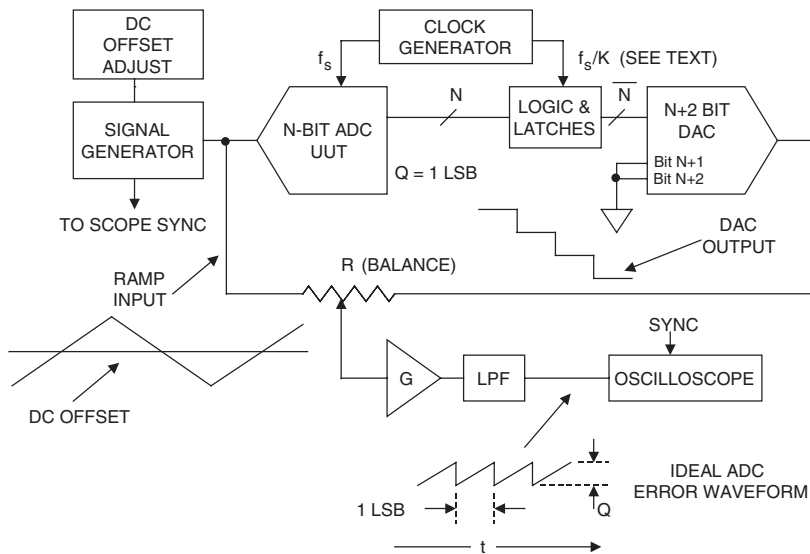 DC
OFFSET
ADJUST
CLOCK
GENERATOR
fs
fs/K (SEE TEXT)
SIGNAL
GENERATOR
N-BIT ADC
UUT
N
LOGIC &
LATCHES
N̅
N+2 BIT
DAC
Bit N+1
Bit N+2
Q = 1 LSB
TO SCOPE SYNC
DAC
OUTPUT
RAMP
INPUT
R (BALANCE)
SYNC
G
LPF
OSCILLOSCOPE
DC OFFSET
IDEAL ADC
ERROR WAVEFORM
1 LSB
Q
t